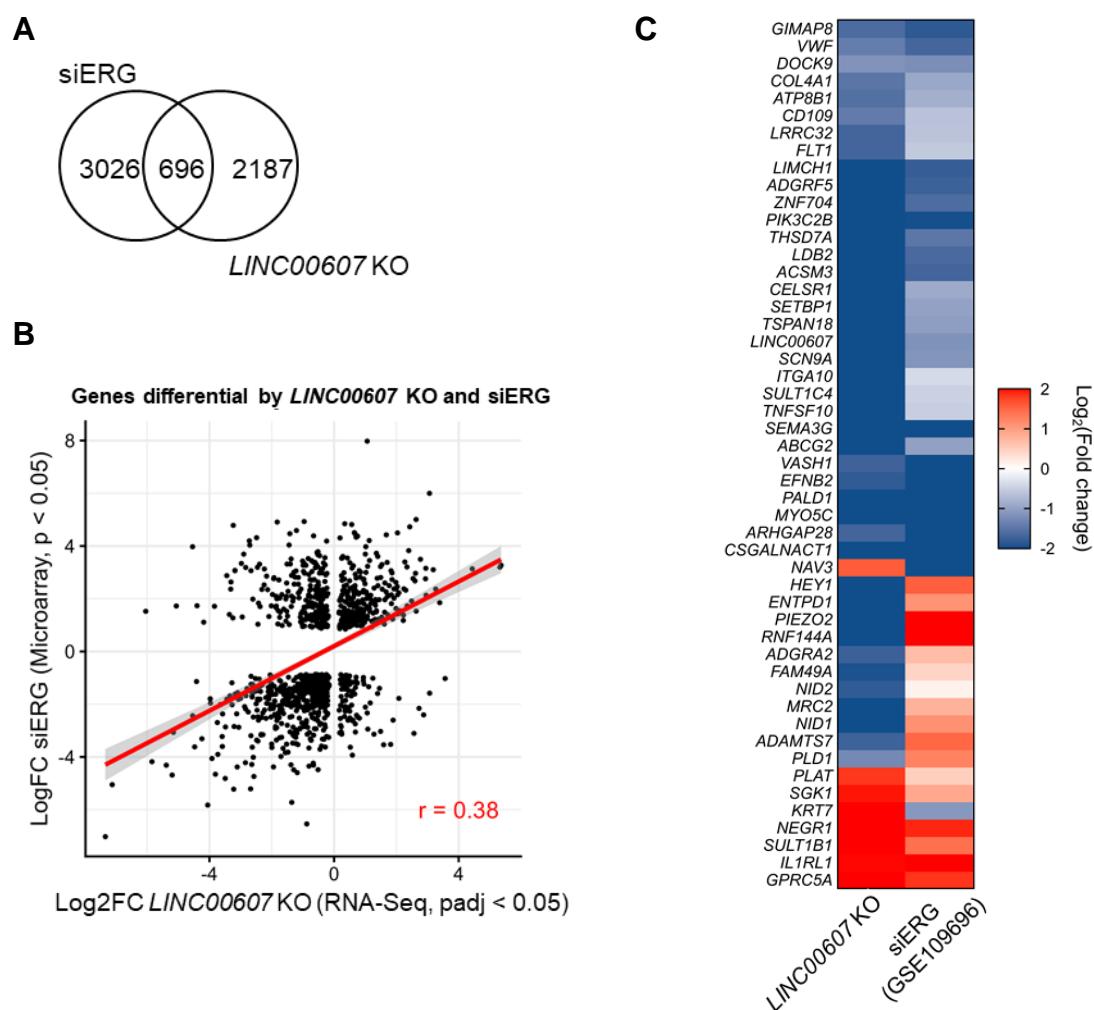 A
siERG
3026 696 2187
LINC00607 KO
B
Genes differential by LINC00607 KO and siERG
LogFC siERG (Microarray, p < 0.05)
8
4
0
-4
r = 0.38
-4 0 4
Log2FC LINC00607 KO (RNA-Seq, padj < 0.05)
C
GIMAP8
VWF
DOCK9
COL4A1
ATP8B1
CD109
LRRC32
FLT1
LIMCH1
ADGRF5
ZNF704
PIK3C2B
THSD7A
LDB2
ACSM3
CELSR1
SETBP1
TSPAN18
LINC00607
SCN9A
ITGA10
SULT1C4
TNFSF10
SEMA3G
ABCG2
VASH1
EFNB2
PALD1
MYO5C
ARHGAP28
CSGALNACT1
NAV3
HEY1
ENTPD1
PIEZO2
RNF144A
ADGRA2
FAM49A
NID2
MRC2
NID1
ADAMTS7
PLD1
PLAT
SGK1
KRT7
NEGR1
SULT1B1
IL1RL1
GPRC5A
LINC00607 KO
siERG
(GSE109696)
2
1
0
-1
-2
Log2(Fold change)